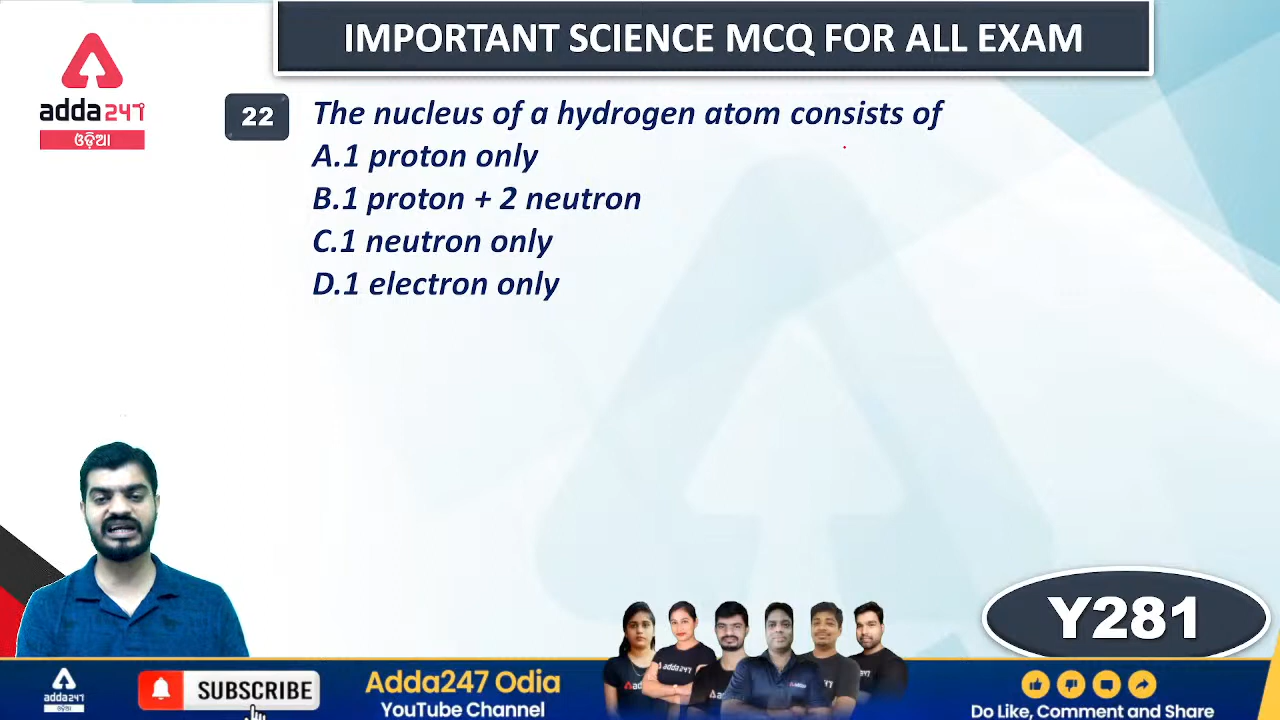 IMPORTANT SCIENCE MCQ FOR ALL EXAM
adda247
ଓଡ଼ିଆ
22
The nucleus of a hydrogen atom consists of
A.1 proton only
B.1 proton + 2 neutron
C.1 neutron only
D.1 electron only
Y281
adda247
ଓଡ଼ିଆ
SUBSCRIBE
Adda247 Odia
YouTube Channel
Do Like, Comment and Share